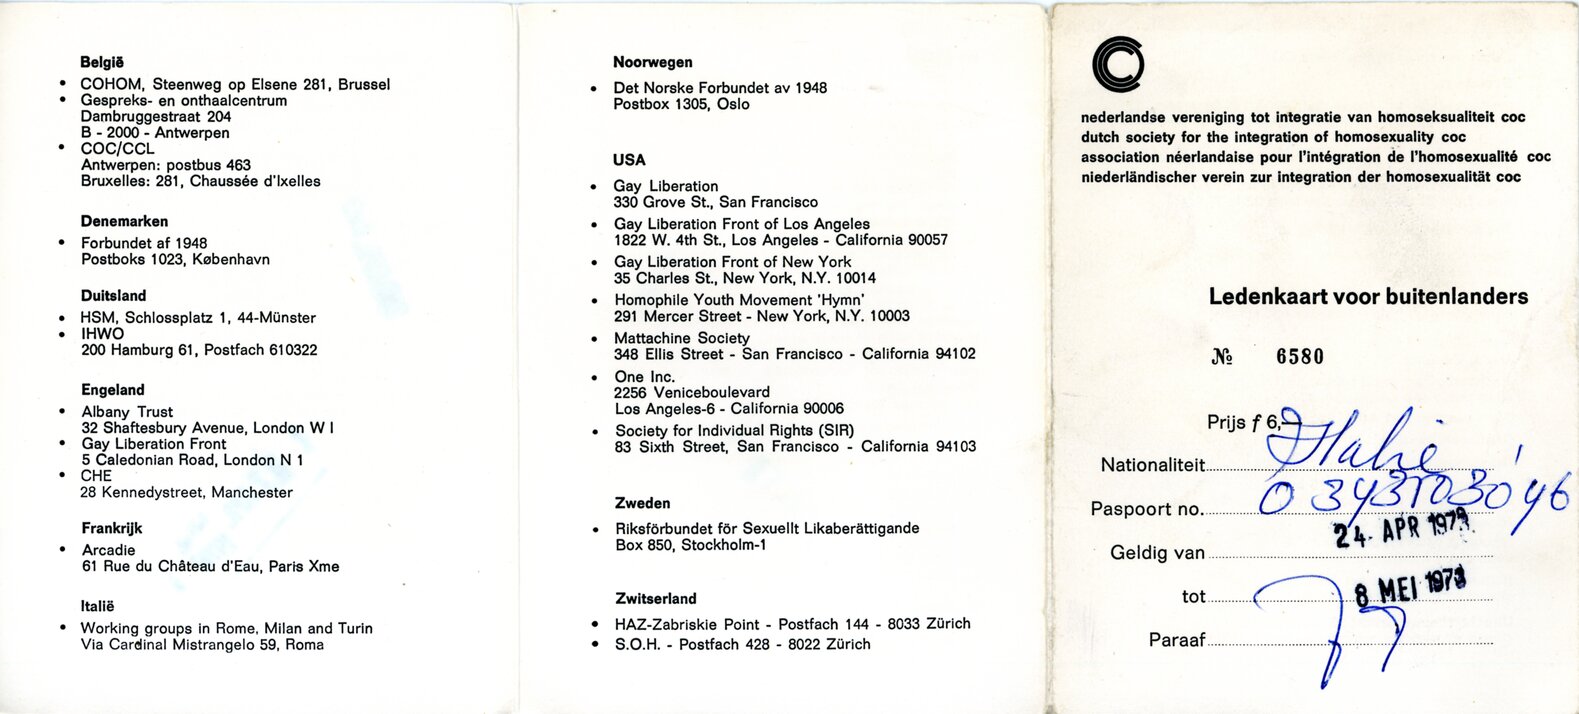 België
• COHOM, Steenweg op Elsene 281, Brussel
• Gespreks- en onthaalcentrum
Dambruggestraat 204
B - 2000 - Antwerpen
• COC/CCL
Antwerpen: postbus 463
Bruxelles: 281, Chaussée d'Ixelles
Denemarken
• Forbundet af 1948
Postboks 1023, København
Duitsland
• HSM, Schlossplatz 1, 44-Münster
• IHWO
200 Hamburg 61, Postfach 610322
Engeland
• Albany Trust
32 Shaftesbury Avenue, London W I
• Gay Liberation Front
5 Caledonian Road, London N 1
• CHE
28 Kennedystreet, Manchester
Frankrijk
• Arcadie
61 Rue du Château d'Eau, Paris Xme
Italië
• Working groups in Rome, Milan and Turin
Via Cardinal Mistrangelo 59, Roma
Noorwegen
• Det Norske Forbundet av 1948
Postbox 1305, Oslo
USA
• Gay Liberation
330 Grove St., San Francisco
• Gay Liberation Front of Los Angeles
1822 W. 4th St., Los Angeles - California 90057
• Gay Liberation Front of New York
35 Charles St., New York, N.Y. 10014
• Homophile Youth Movement 'Hymn'
291 Mercer Street - New York, N.Y. 10003
• Mattachine Society
348 Ellis Street - San Francisco - California 94102
• One Inc.
2256 Veniceboulevard
Los Angeles-6 - California 90006
• Society for Individual Rights (SIR)
83 Sixth Street, San Francisco - California 94103
Zweden
• Riksförbundet för Sexuellt Likaberättigande
Box 850, Stockholm-1
Zwitserland
• HAZ-Zabriskie Point - Postfach 144 - 8033 Zürich
• S.O.H. - Postfach 428 - 8022 Zürich
nederlandse vereniging tot integratie van homoseksualiteit coc
dutch society for the integration of homosexuality coc
association néerlandaise pour l'intégration de l'homosexualité coc
niederländischer verein zur integration der homosexualität coc
Ledenkaart voor buitenlanders
№ 6580
Prijs f 6,—
Nationaliteit Italië
Paspoort no.
Geldig van 24. APR 1973
tot 8 MEI 1973
Paraaf